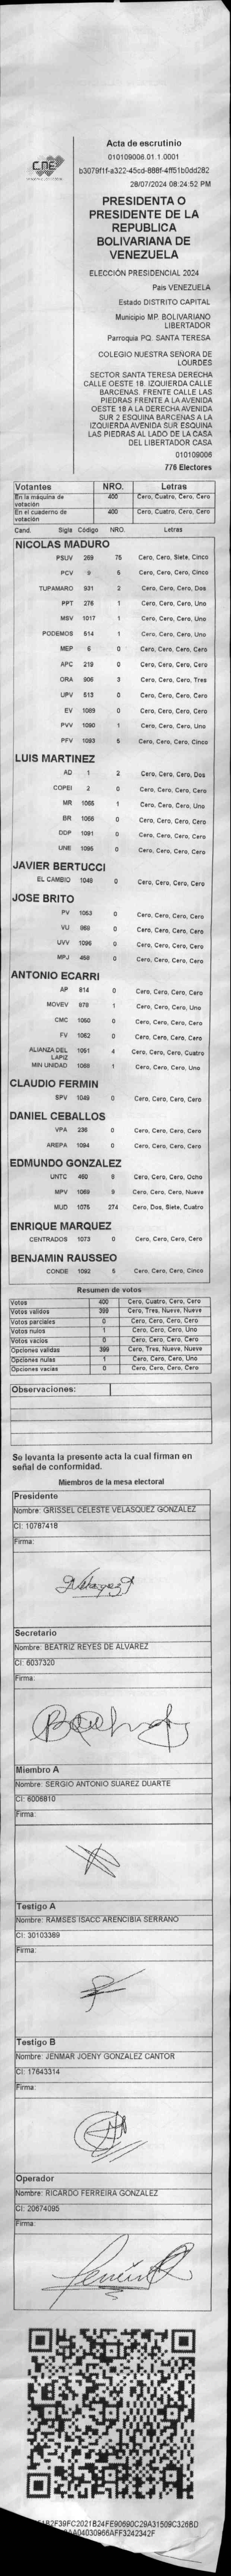 CNE
Acta de escrutinio
010109006.01.1.0001
b3079f1f-a322-45cd-888f-4ff51b0dd282
28/07/2024 08:24:52 PM
PRESIDENTA O
PRESIDENTE DE LA
REPUBLICA
BOLIVARIANA DE
VENEZUELA
ELECCIÓN PRESIDENCIAL 2024
País VENEZUELA
Estado DISTRITO CAPITAL
Municipio MP. BOLIVARIANO
LIBERTADOR
Parroquia PQ. SANTA TERESA
COLEGIO NUESTRA SEÑORA DE
LOURDES
SECTOR SANTA TERESA DERECHA
CALLE OESTE 18. IZQUIERDA CALLE
BARCENAS. FRENTE CALLE LAS
PIEDRAS FRENTE A LA AVENIDA
OESTE 18 A LA DERECHA AVENIDA
SUR 2 ESQUINA BARCENAS A LA
IZQUIERDA AVENIDA SUR ESQUINA
LAS PIEDRAS AL LADO DE LA CASA
DEL LIBERTADOR CASA
010109006
776 Electores
Votantes NRO. Letras
En la máquina de votación 400 Cero, Cuatro, Cero, Cero
En el cuaderno de votación 400 Cero, Cuatro, Cero, Cero
Cand. Sigla Código NRO. Letras
NICOLAS MADURO
PSUV 269 75 Cero, Cero, Siete, Cinco
PCV 9 6 Cero, Cero, Cero, Cinco
TUPAMARO 931 2 Cero, Cero, Cero, Dos
PPT 276 1 Cero, Cero, Cero, Uno
MSV 1017 1 Cero, Cero, Cero, Uno
PODEMOS 514 1 Cero, Cero, Cero, Uno
MEP 6 0 Cero, Cero, Cero, Cero
APC 219 0 Cero, Cero, Cero, Cero
ORA 906 3 Cero, Cero, Cero, Tres
UPV 513 0 Cero, Cero, Cero, Cero
EV 1089 0 Cero, Cero, Cero, Cero
PVV 1090 1 Cero, Cero, Cero, Uno
PFV 1093 5 Cero, Cero, Cero, Cinco
LUIS MARTINEZ
AD 1 2 Cero, Cero, Cero, Dos
COPEI 2 0 Cero, Cero, Cero, Cero
MR 1065 1 Cero, Cero, Cero, Uno
BR 1066 0 Cero, Cero, Cero, Cero
DDP 1091 0 Cero, Cero, Cero, Cero
UNE 1095 0 Cero, Cero, Cero, Cero
JAVIER BERTUCCI
EL CAMBIO 1048 0 Cero, Cero, Cero, Cero
JOSE BRITO
PV 1053 0 Cero, Cero, Cero, Cero
VU 968 0 Cero, Cero, Cero, Cero
UVV 1096 0 Cero, Cero, Cero, Cero
MPJ 458 0 Cero, Cero, Cero, Cero
ANTONIO ECARRI
AP 614 0 Cero, Cero, Cero, Cero
MOVEV 879 1 Cero, Cero, Cero, Uno
CMC 1050 0 Cero, Cero, Cero, Cero
FV 1062 0 Cero, Cero, Cero, Cero
ALIANZA DEL LAPIZ 1051 4 Cero, Cero, Cero, Cuatro
MIN UNIDAD 1068 1 Cero, Cero, Cero, Uno
CLAUDIO FERMIN
SPV 1049 0 Cero, Cero, Cero, Cero
DANIEL CEBALLOS
VPA 236 0 Cero, Cero, Cero, Cero
AREPA 1094 0 Cero, Cero, Cero, Cero
EDMUNDO GONZALEZ
UNTC 460 8 Cero, Cero, Cero, Ocho
MPV 1069 9 Cero, Cero, Cero, Nueve
MUD 1075 274 Cero, Dos, Siete, Cuatro
ENRIQUE MARQUEZ
CENTRADOS 1073 0 Cero, Cero, Cero, Cero
BENJAMIN RAUSSEO
CONDE 1092 5 Cero, Cero, Cero, Cinco
Resumen de votos
Votos 400 Cero, Cuatro, Cero, Cero
Votos validos 399 Cero, Tres, Nueve, Nueve
Votos parciales 0 Cero, Cero, Cero, Cero
Votos nulos 1 Cero, Cero, Cero, Uno
Votos vacios 0 Cero, Cero, Cero, Cero
Opciones validas 399 Cero, Tres, Nueve, Nueve
Opciones nulas 1 Cero, Cero, Cero, Uno
Opciones vacias 0 Cero, Cero, Cero, Cero
Observaciones:
Se levanta la presente acta la cual firman en
señal de conformidad.
Miembros de la mesa electoral
Presidente
Nombre: GRISSEL CELESTE VELASQUEZ GONZALEZ
CI: 10787418
Firma:
Secretario
Nombre: BEATRIZ REYES DE ALVAREZ
CI: 6037320
Firma:
Miembro A
Nombre: SERGIO ANTONIO SUAREZ DUARTE
CI: 6006810
Firma:
Testigo A
Nombre: RAMSES ISACC ARENCIBIA SERRANO
CI: 30103389
Firma:
Testigo B
Nombre: JENMAR JOENY GONZALEZ CANTOR
CI: 17643314
Firma:
Operador
Nombre: RICARDO FERREIRA GONZALEZ
CI: 20674095
Firma: